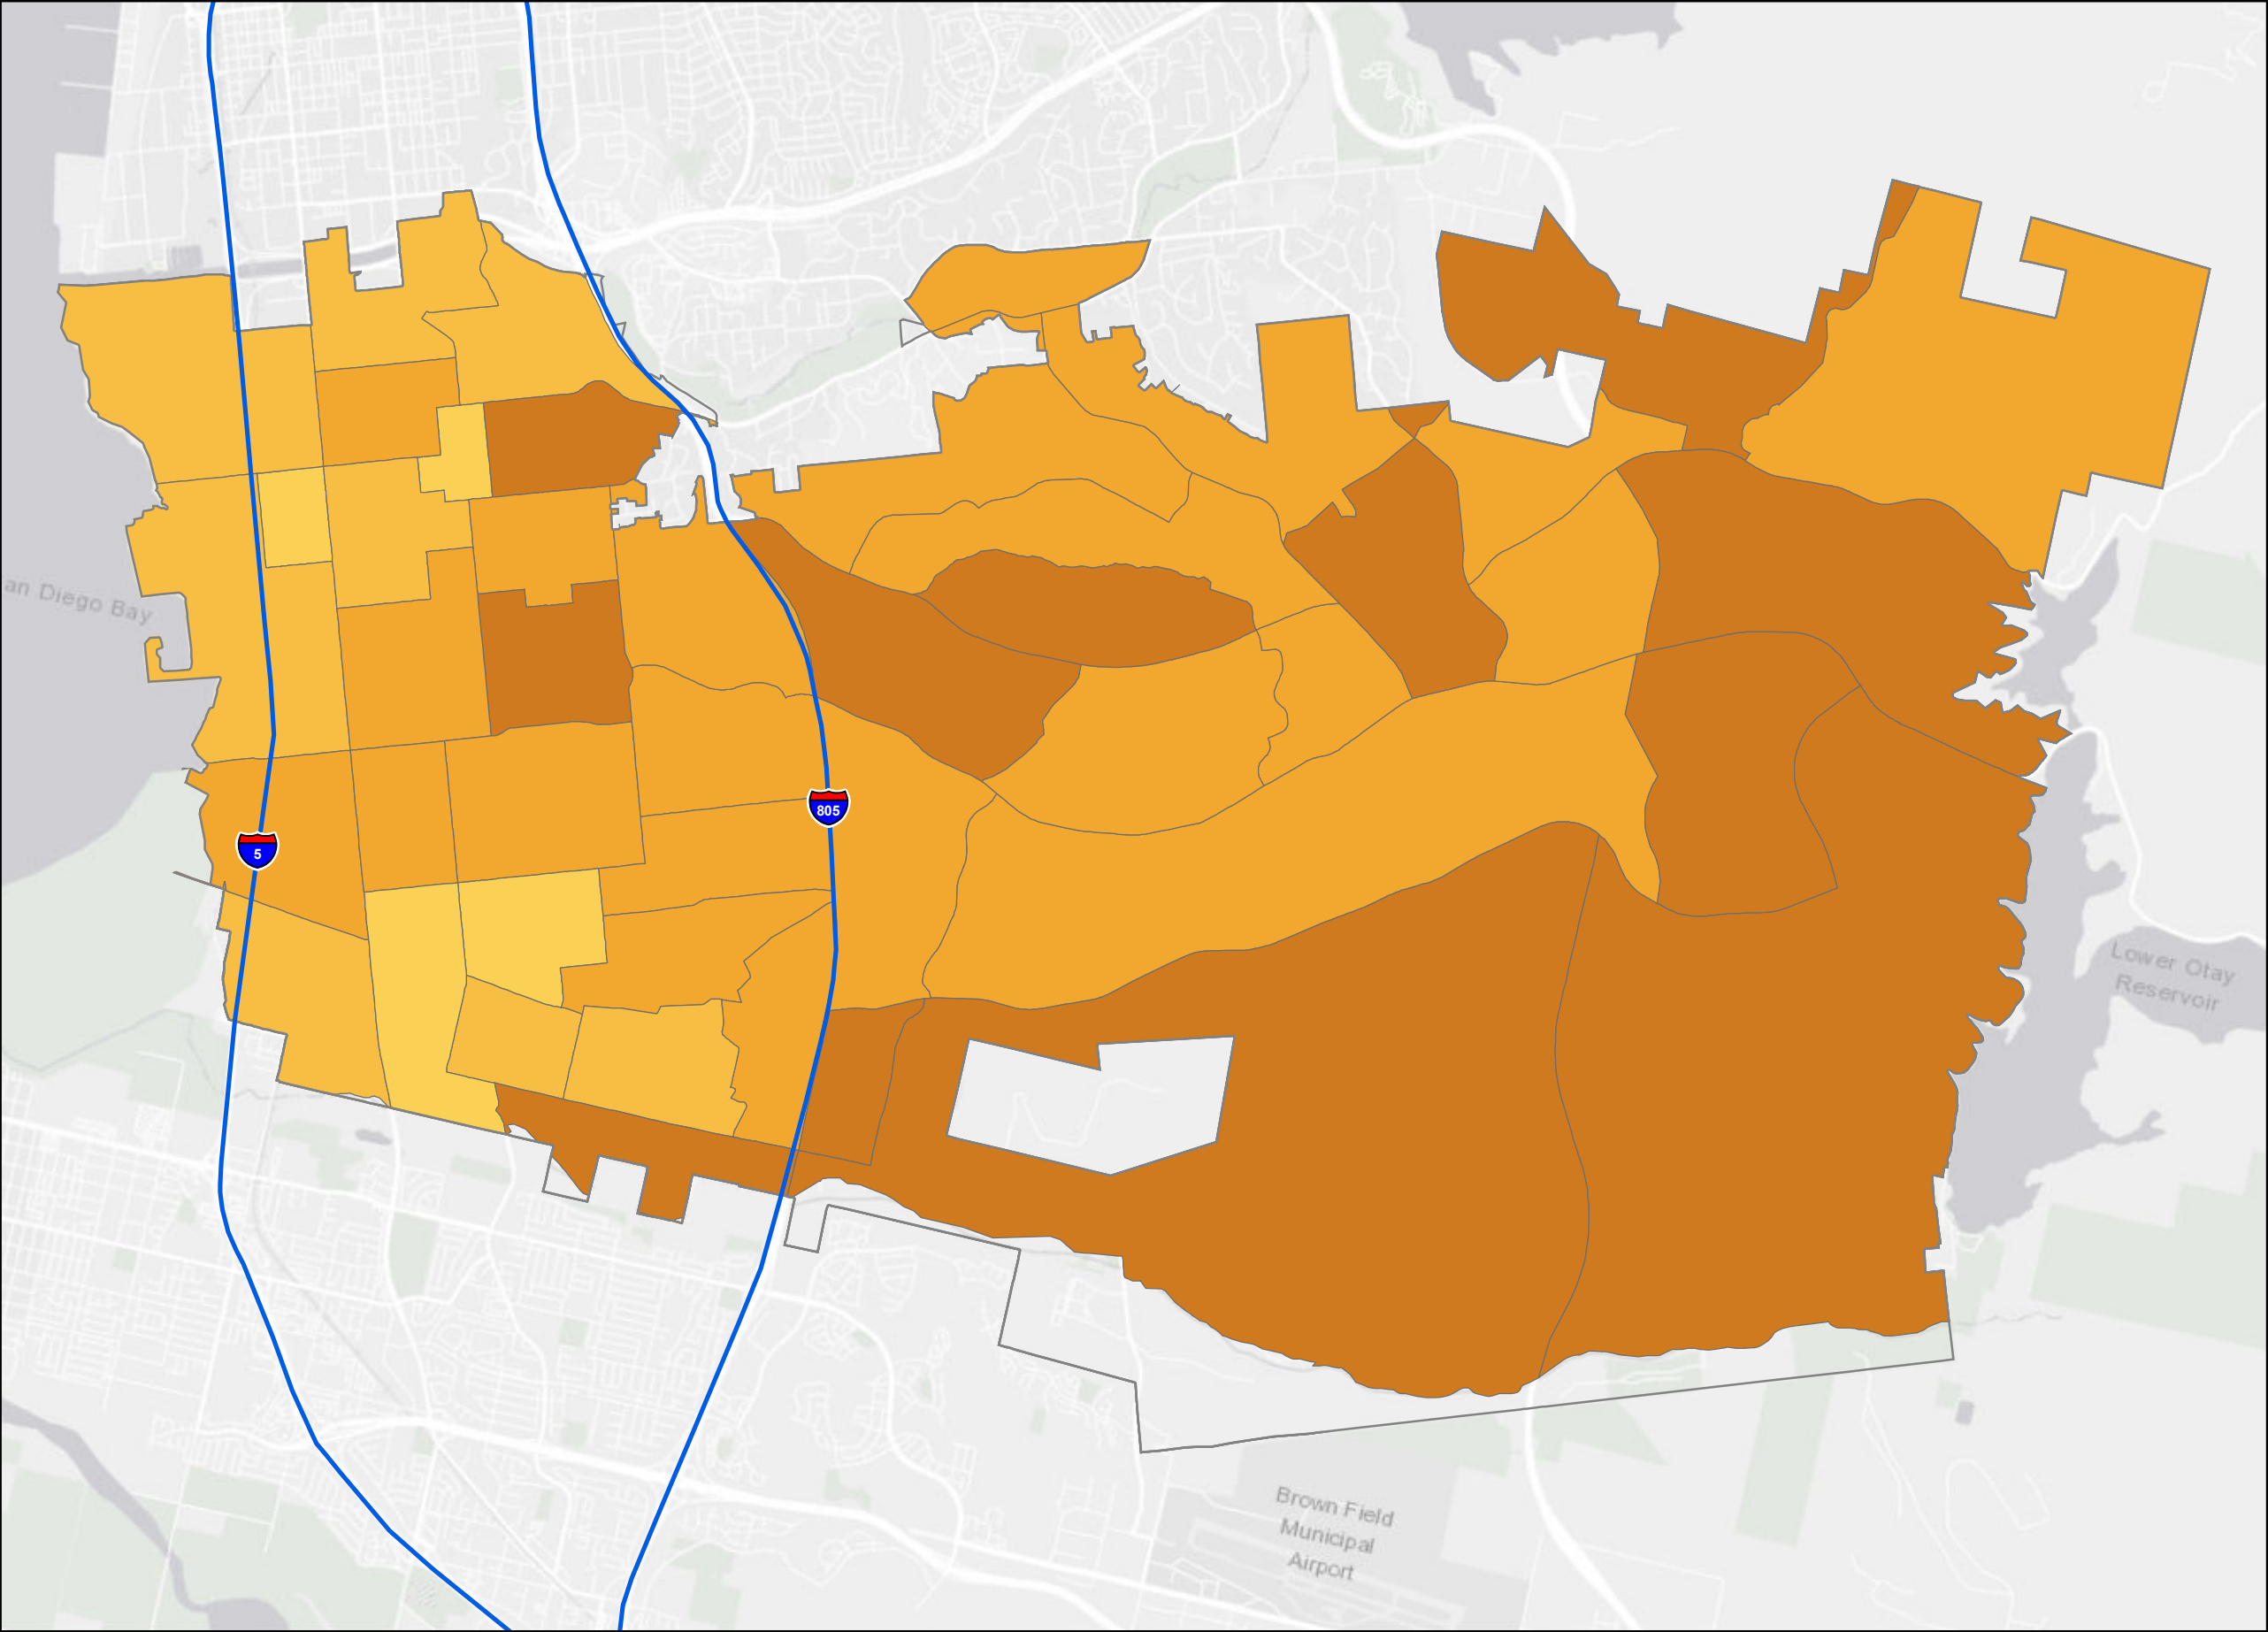 an Diego Bay
805
5
Lower Otay
Reservoir
Brown Field
Municipal
Airport